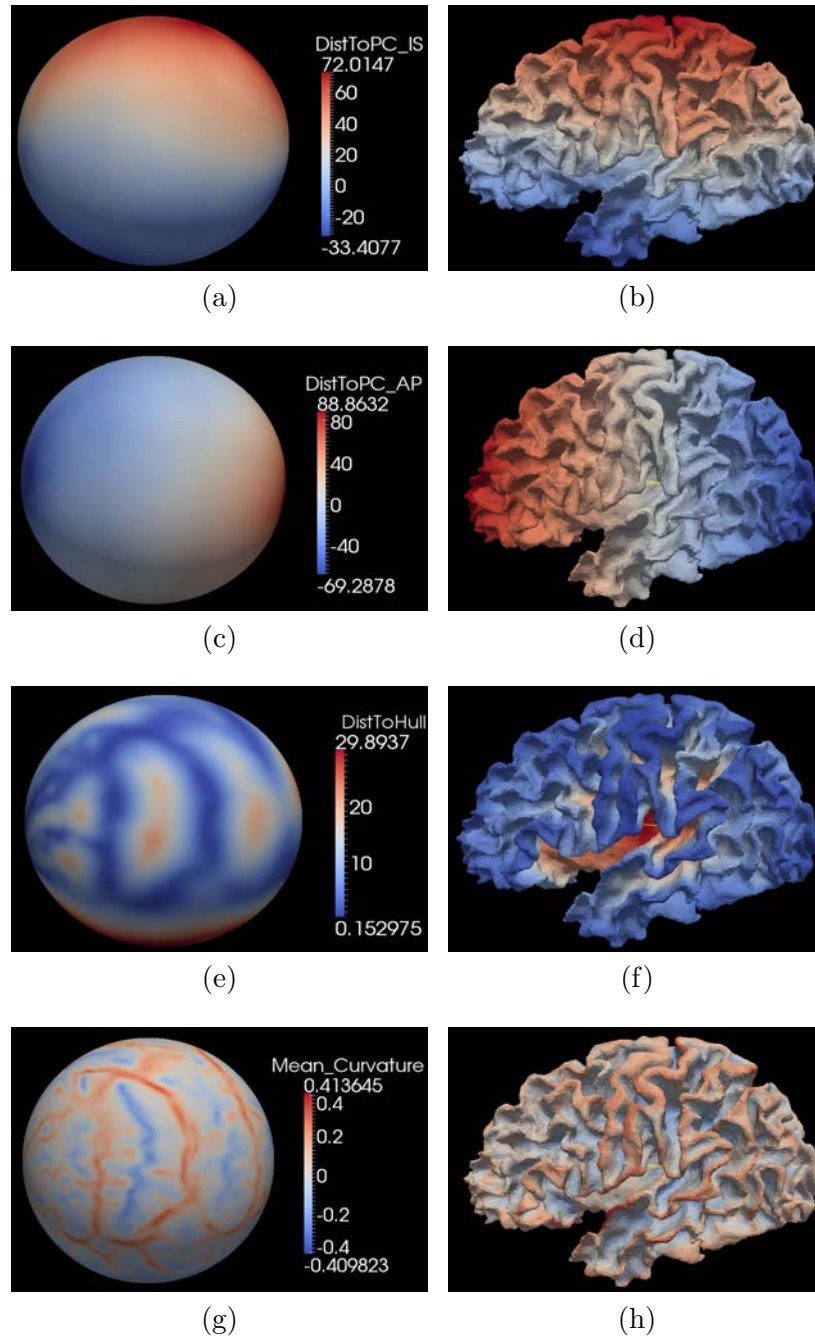 DistToPC_IS
72.0147
60
40
20
0
-20
-33.4077
(a)
(b)
DistToPC_AP
88.8632
80
40
0
-40
-69.2878
(c)
(d)
DistToHull
29.8937
20
10
0.152975
(e)
(f)
Mean_Curvature
0.413645
0.4
0.2
0
-0.2
-0.4
-0.409823
(g)
(h)